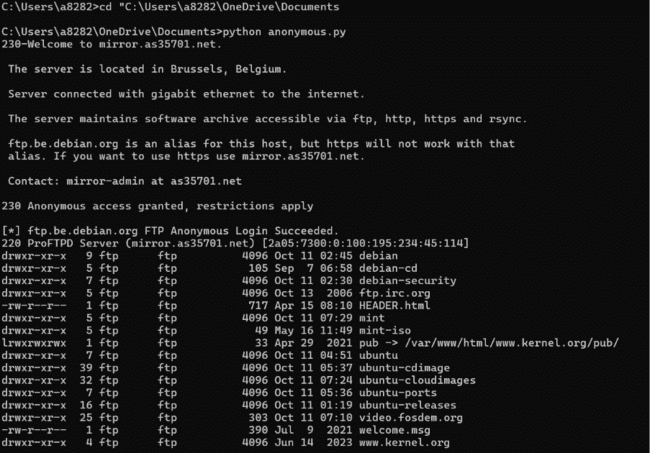 C:\Users\a8282>cd "C:\Users\a8282\OneDrive\Documents
C:\Users\a8282\OneDrive\Documents>python anonymous.py
230-Welcome to mirror.as35701.net.
The server is located in Brussels, Belgium.
Server connected with gigabit ethernet to the internet.
The server maintains software archive accessible via ftp, http, https and rsync.
ftp.be.debian.org is an alias for this host, but https will not work with that
alias. If you want to use https use mirror.as35701.net.
Contact: mirror-admin at as35701.net
230 Anonymous access granted, restrictions apply
[*] ftp.be.debian.org FTP Anonymous Login Succeeded.
220 ProFTPD Server (mirror.as35701.net) [2a05:7300:0:100:195:234:45:114]
drwxr-xr-x   9 ftp      ftp          4096 Oct 11 02:45 debian
drwxr-xr-x   5 ftp      ftp           105 Sep  7 06:58 debian-cd
drwxr-xr-x   7 ftp      ftp          4096 Oct 11 02:30 debian-security
drwxr-xr-x   5 ftp      ftp          4096 Oct 13  2006 ftp.irc.org
-rw-r--r--   1 ftp      ftp           717 Apr 15 08:10 HEADER.html
drwxr-xr-x   5 ftp      ftp          4096 Oct 11 07:29 mint
drwxr-xr-x   5 ftp      ftp            49 May 16 11:49 mint-iso
lrwxrwxrwx   1 ftp      ftp            33 Apr 29  2021 pub -> /var/www/html/www.kernel.org/pub/
drwxr-xr-x   7 ftp      ftp          4096 Oct 11 04:51 ubuntu
drwxr-xr-x  39 ftp      ftp          4096 Oct 11 05:37 ubuntu-cdimage
drwxr-xr-x  32 ftp      ftp          4096 Oct 11 07:24 ubuntu-cloudimages
drwxr-xr-x   7 ftp      ftp          4096 Oct 11 05:36 ubuntu-ports
drwxr-xr-x  16 ftp      ftp          4096 Oct 11 01:19 ubuntu-releases
drwxr-xr-x  25 ftp      ftp           303 Oct 11 07:10 video.fosdem.org
-rw-r--r--   1 ftp      ftp           390 Jul  9  2021 welcome.msg
drwxr-xr-x   4 ftp      ftp          4096 Jun 14  2023 www.kernel.org